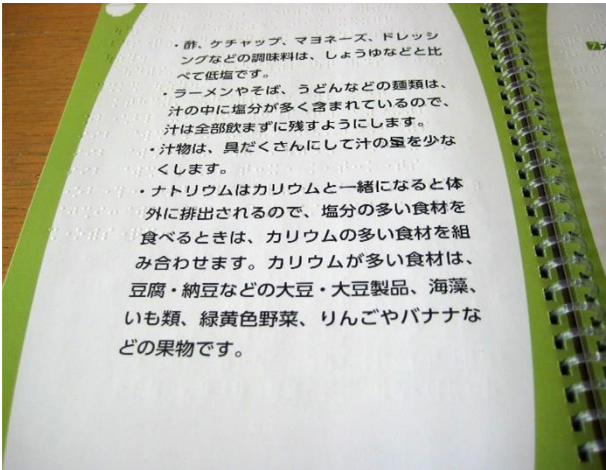 ・酢、ケチャップ、マヨネーズ、ドレッシ
ングなどの調味料は、しょうゆなどと比
べて低塩です。
・ラーメンやそば、うどんなどの麺類は、
汁の中に塩分が多く含まれているので、
汁は全部飲まずに残すようにします。
・汁物は、具だくさんにして汁の量を少な
くします。
・ナトリウムはカリウムと一緒になると体
外に排出されるので、塩分の多い食材を
食べるときは、カリウムの多い食材を組
み合わせます。カリウムが多い食材は、
豆腐・納豆などの大豆・大豆製品、海藻、
いも類、緑黄色野菜、りんごやバナナな
どの果物です。